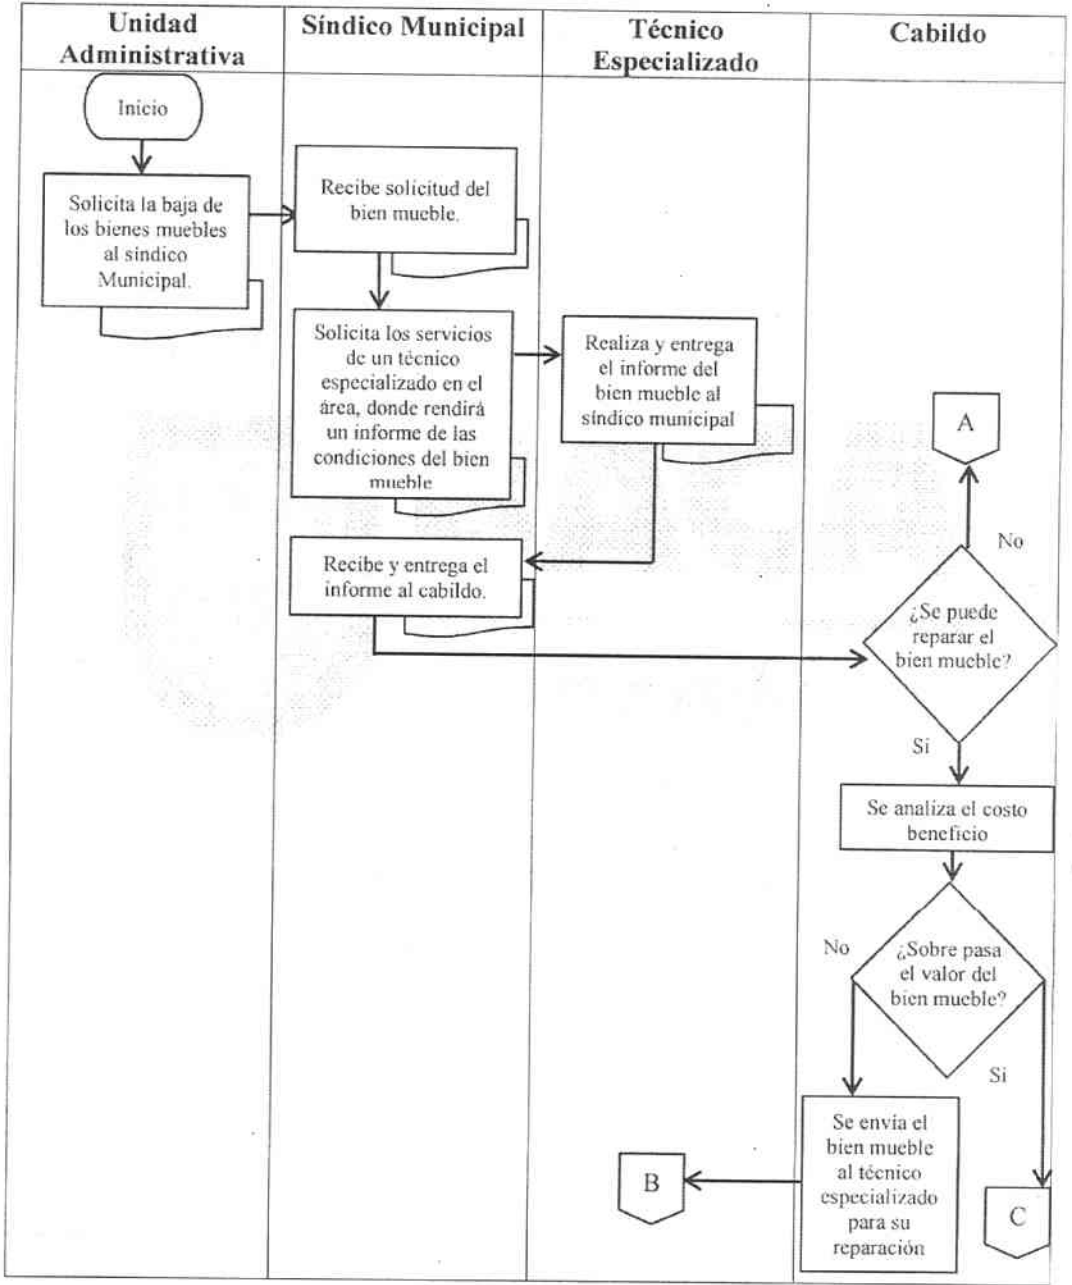 Unidad
Administrativa
Síndico Municipal
Técnico
Especializado
Cabildo
Inicio
Solicita la baja de
los bienes muebles
al síndico
Municipal.
Recibe solicitud del
bien mueble.
Solicita los servicios
de un técnico
especializado en el
área, donde rendirá
un informe de las
condiciones del bien
mueble
Realiza y entrega
el informe del
bien mueble al
síndico municipal
Recibe y entrega el
informe al cabildo.
A
No
¿Se puede
reparar el
bien mueble?
Si
Se analiza el costo
beneficio
No
¿Sobre pasa
el valor del
bien mueble?
Si
Se envía el
bien mueble
al técnico
especializado
para su
reparación
B
C